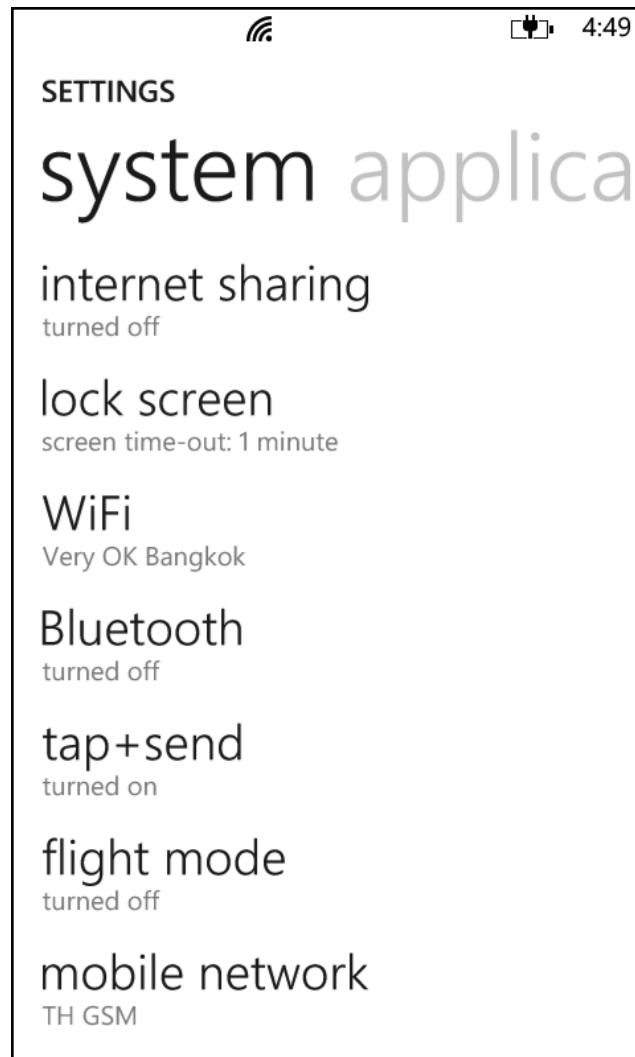 4:49
SETTINGS
system applica
internet sharing
turned off
lock screen
screen time-out: 1 minute
WiFi
Very OK Bangkok
Bluetooth
turned off
tap+send
turned on
flight mode
turned off
mobile network
TH GSM